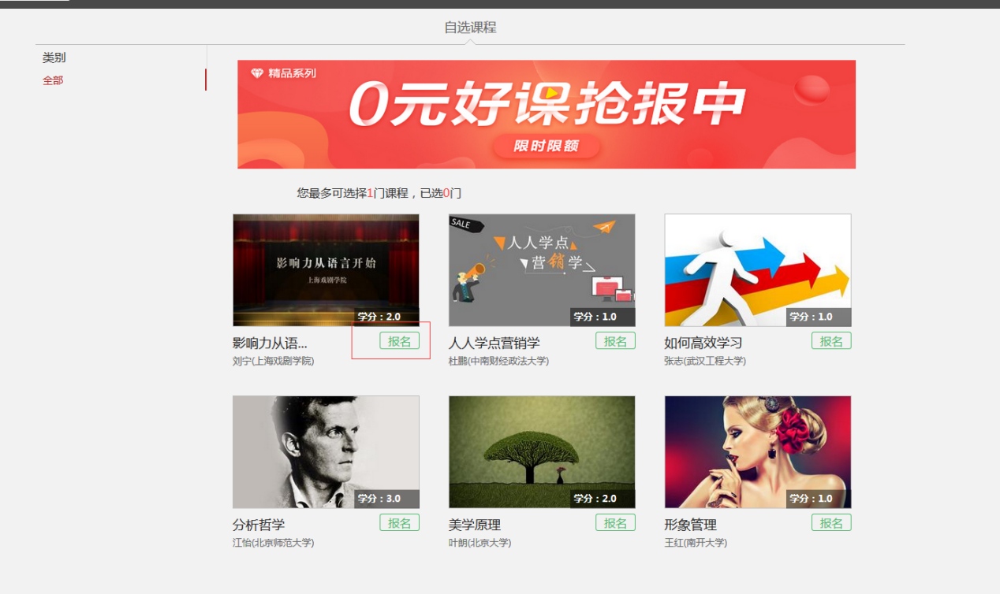 自选课程
类别
全部
精品系列
0元好课抢报中
限时限额
您最多可选择1门课程，已选0门
影响力从语言开始
上海戏剧学院
学分：2.0
影响力从语...
报名
刘宁(上海戏剧学院)
SALE
人人学点
营销学
学分：1.0
人人学点营销学
报名
杜鹏(中南财经政法大学)
学分：1.0
如何高效学习
报名
张志(武汉工程大学)
学分：3.0
分析哲学
报名
江怡(北京师范大学)
学分：2.0
美学原理
报名
叶朗(北京大学)
学分：1.0
形象管理
报名
王红(南开大学)